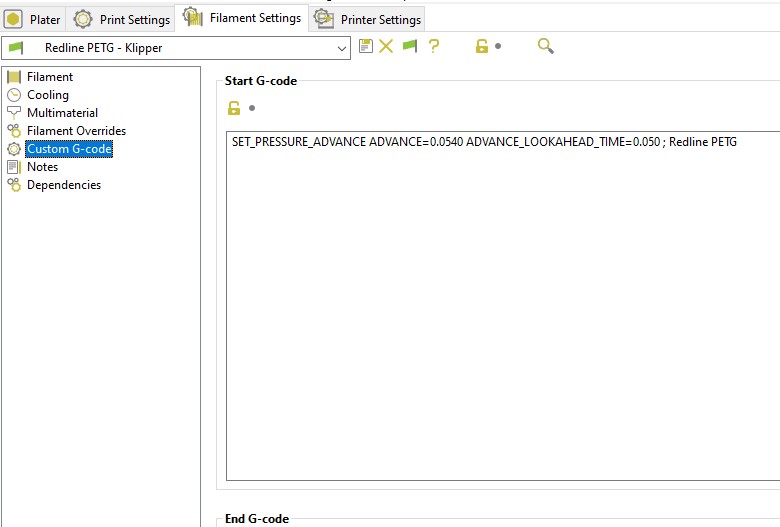 Plater Print Settings Filament Settings Printer Settings
Redline PETG - Klipper
Filament
Cooling
Multimaterial
Filament Overrides
Custom G-code
Notes
Dependencies
Start G-code
SET_PRESSURE_ADVANCE ADVANCE=0.0540 ADVANCE_LOOKAHEAD_TIME=0.050 ; Redline PETG
End G-code